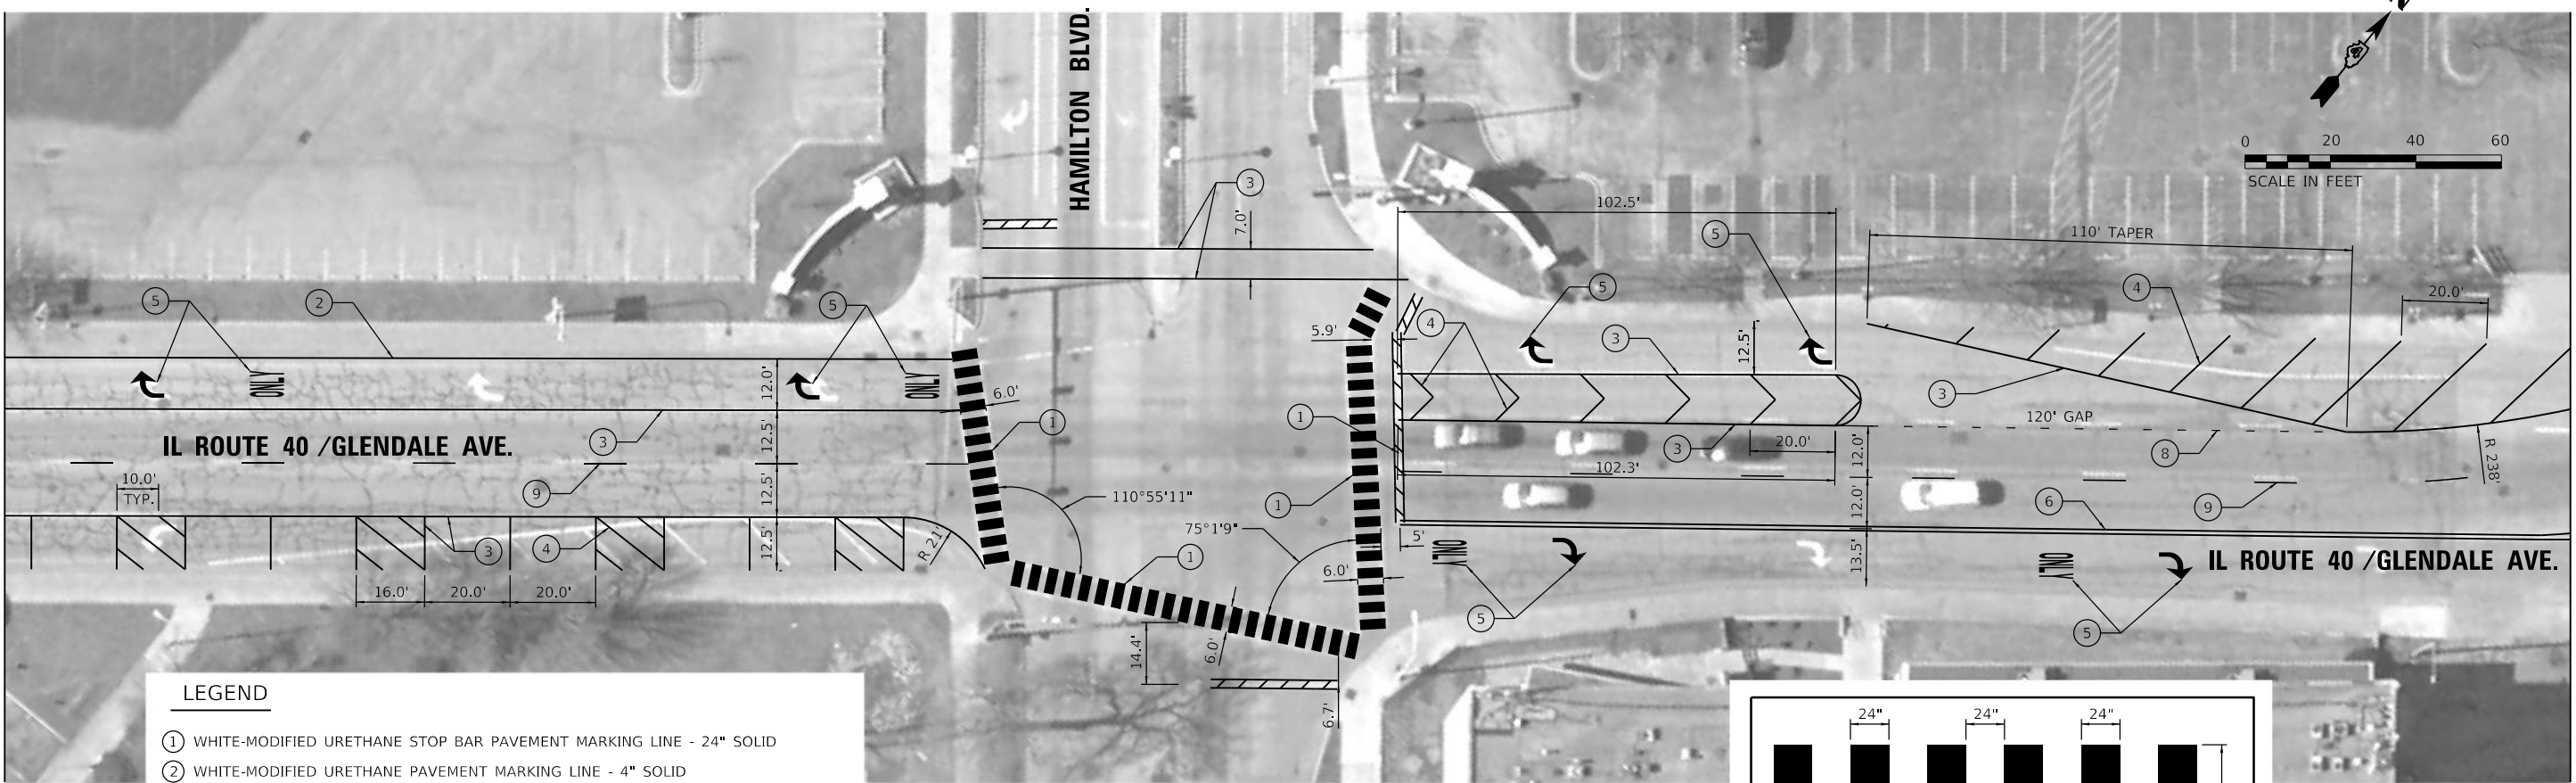 HAMILTON BLVD.
N
0 20 40 60
SCALE IN FEET
3
7.0'
102.5'
5
110' TAPER
4
20.0'
5
2
5
5
5.9'
4
3
12.5'
3
120' GAP
12.0'
6.0'
1
1
3
20.0'
12.0'
8
R 238'
IL ROUTE 40 /GLENDALE AVE.
3
12.5'
102.3'
10.0'
TYP.
9
12.5'
110°55'11"
1
6
9
12.0'
75°1'9"
3
4
12.5'
R 21'
1
5'
ONLY
ONLY
ONLY
ONLY
13.5'
IL ROUTE 40 /GLENDALE AVE.
16.0'
20.0'
20.0'
6.0'
5
5
14.4'
6.0'
6.7'
LEGEND
1 WHITE-MODIFIED URETHANE STOP BAR PAVEMENT MARKING LINE - 24" SOLID
2 WHITE-MODIFIED URETHANE PAVEMENT MARKING LINE - 4" SOLID
24" 24" 24"